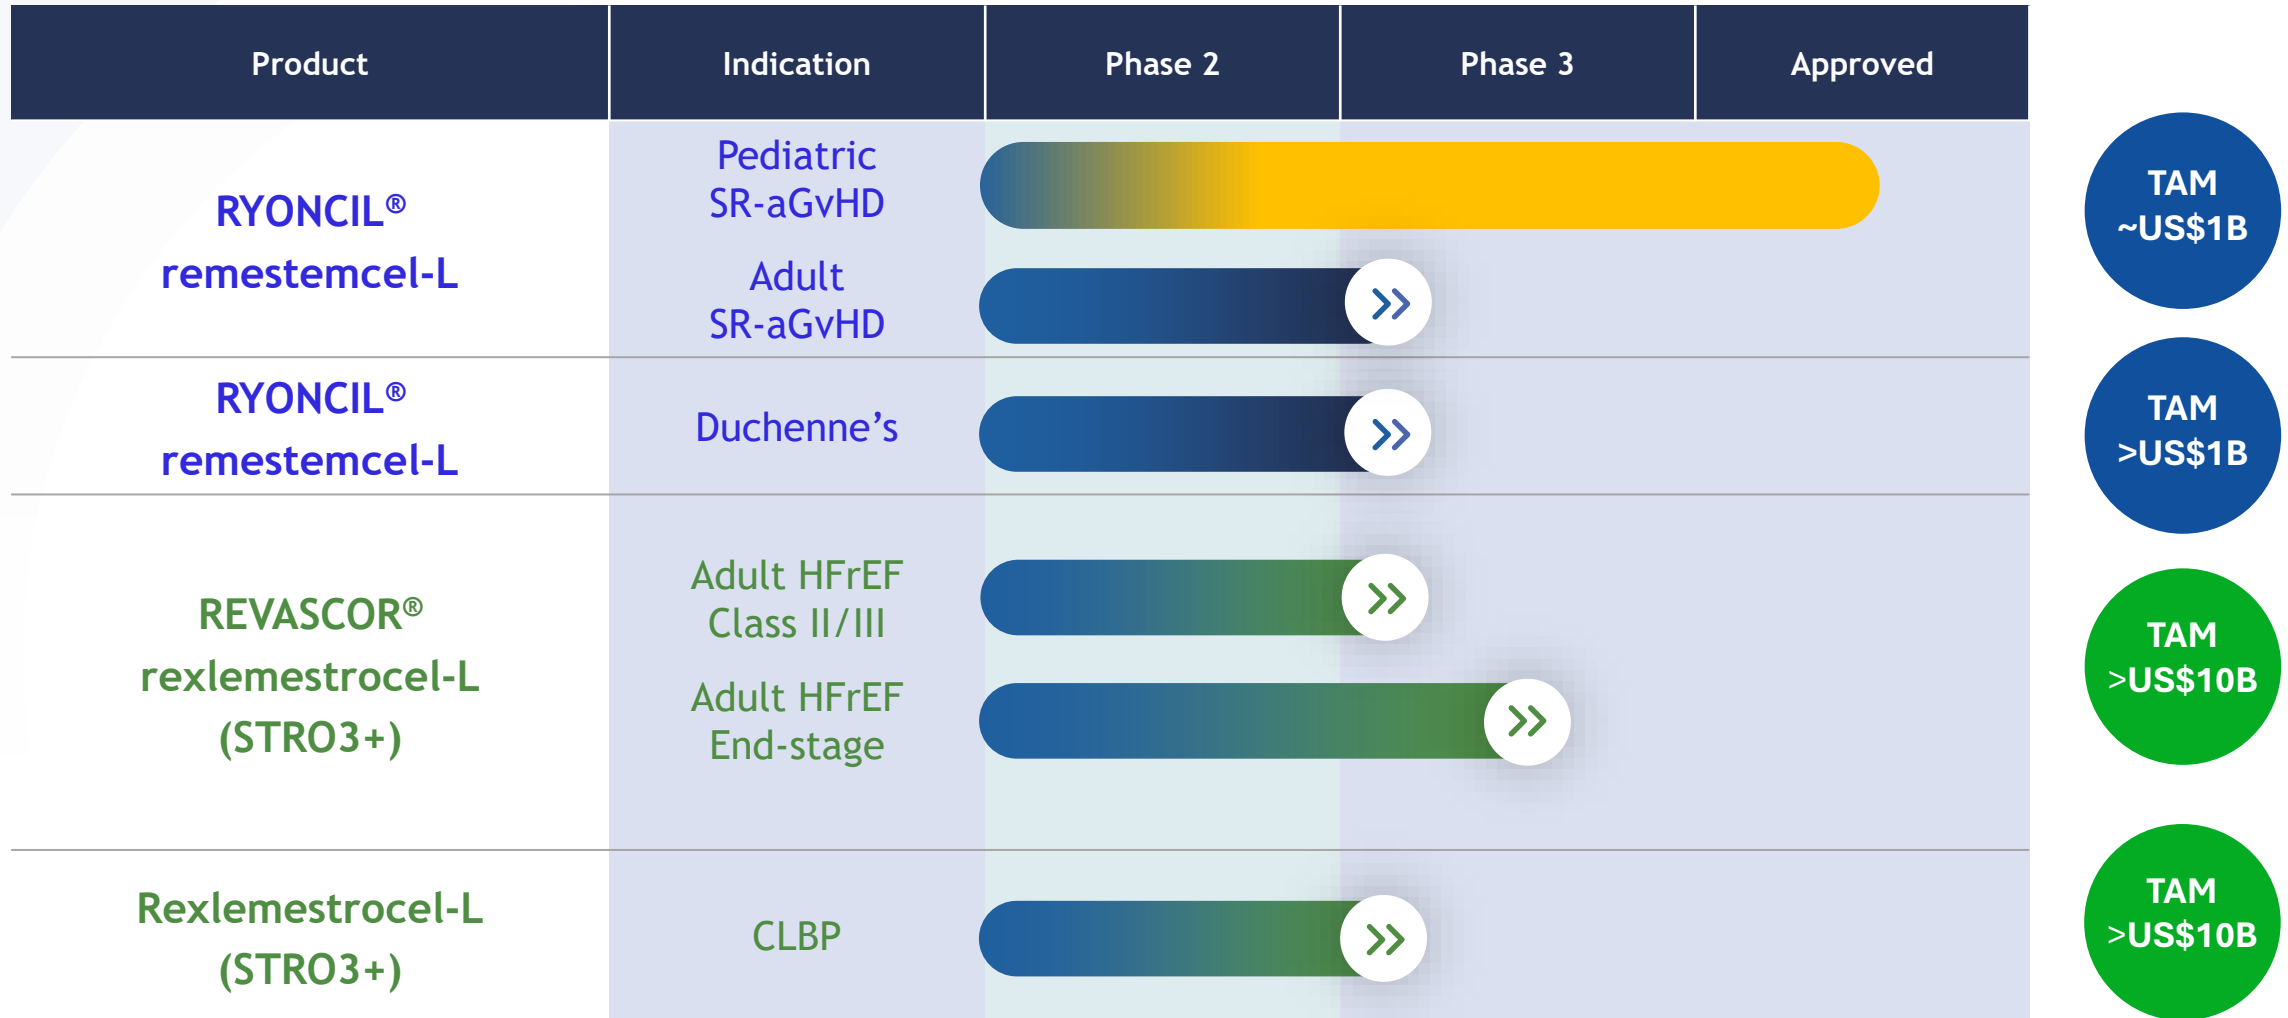 Product
Indication
Phase 2
Phase 3
Approved
RYONCIL®
remestemcel-L
Pediatric
SR-aGvHD
Adult
SR-aGvHD
TAM
~US$1B
RYONCIL®
remestemcel-L
Duchenne’s
TAM
>US$1B
REVASCOR®
rexlemestrocel-L
(STRO3+)
Adult HFrEF
Class II/III
Adult HFrEF
End-stage
TAM
>US$10B
Rexlemestrocel-L
(STRO3+)
CLBP
TAM
>US$10B